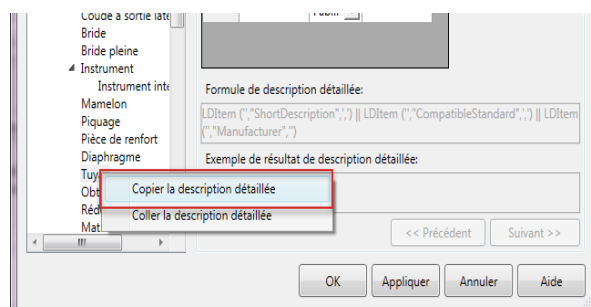 Coude à sortie laté
Bride
Bride pleine
Instrument
Instrument inte
Mamelon
Piquage
Pièce de renfort
Diaphragme
Tuy
Obt
Réd
Mat
Formule de description détaillée:
LDItem ('',"ShortDescription",',') || LDItem ('',"CompatibleStandard",',') || LDItem
('',"Manufacturer",'')
Exemple de résultat de description détaillée:
Copier la description détaillée
Coller la description détaillée
<< Précédent
Suivant >>
OK
Appliquer
Annuler
Aide